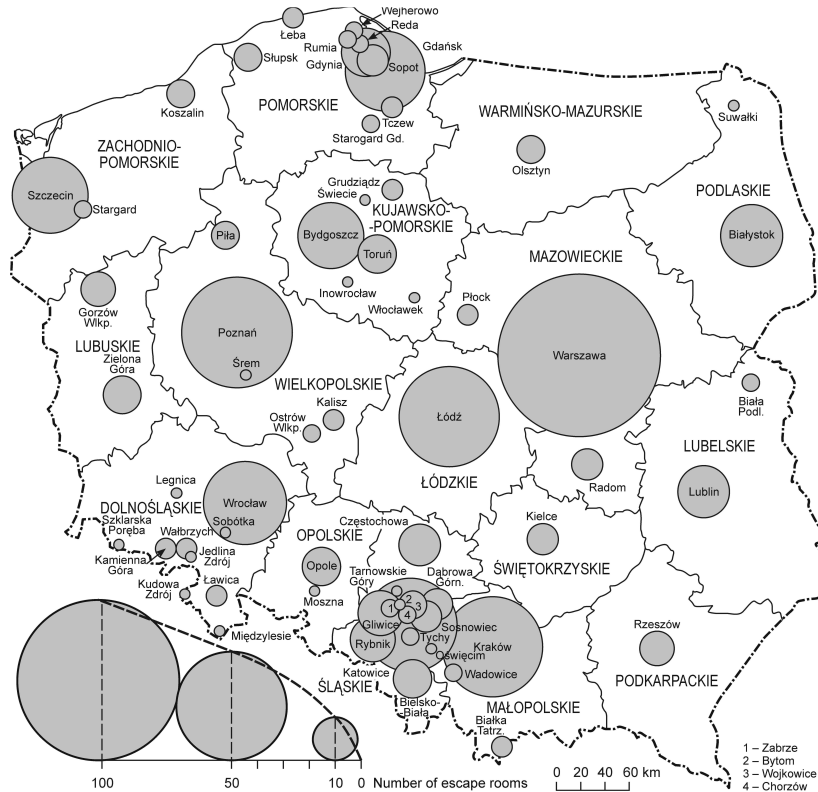 Wejherowo
Reda
Łeba
Rumia
Gdańsk
Słupsk
Gdynia
Sopot
Koszalin
POMORSKIE
Tczew
Starogard Gd.
WARMIŃSKO-MAZURSKIE
Suwałki
ZACHODNIO-
POMORSKIE
Olsztyn
Szczecin
Stargard
Grudziądz
Świecie
KUJAWSKO-
-POMORSKIE
PODLASKIE
Piła
Bydgoszcz
Toruń
Białystok
MAZOWIECKIE
Inowrocław
Włocławek
Płock
Gorzów
Wlkp.
Poznań
LUBUSKIE
Zielona
Góra
Śrem
WIELKOPOLSKIE
Warszawa
Kalisz
Ostrów
Wlkp.
Łódź
Biała
Podl.
LUBELSKIE
ŁÓDZKIE
Radom
Lublin
Legnica
DOLNOŚLĄSKIE
Wrocław
Sobótka
Szklarska
Poręba
Wałbrzych
Kamienna
Góra
Jedlina
Zdrój
Kudowa
Zdrój
Ławica
Międzylesie
OPOLSKIE
Opole
Moszna
Częstochowa
Kielce
ŚWIĘTOKRZYSKIE
Tarnowskie
Góry
Dąbrowa
Górn.
1
2
3
4
Gliwice
Sosnowiec
Rybnik
Tychy
Kraków
Oświęcim
Katowice
Wadowice
ŚLĄSKIE
Bielsko-
-Białą
MAŁOPOLSKIE
Białka
Tatrz.
Rzeszów
PODKARPACKIE
1 – Zabrze
2 – Bytom
3 – Wojkowice
4 – Chorzów
100
50
10
0
Number of escape rooms
0 20 40 60 km